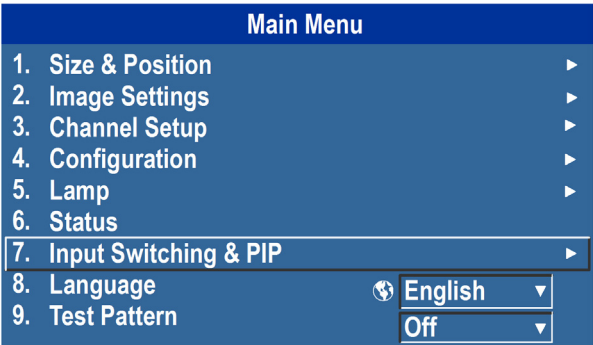 Main Menu
1. Size & Position
2. Image Settings
3. Channel Setup
4. Configuration
5. Lamp
6. Status
7. Input Switching & PIP
8. Language English
9. Test Pattern Off